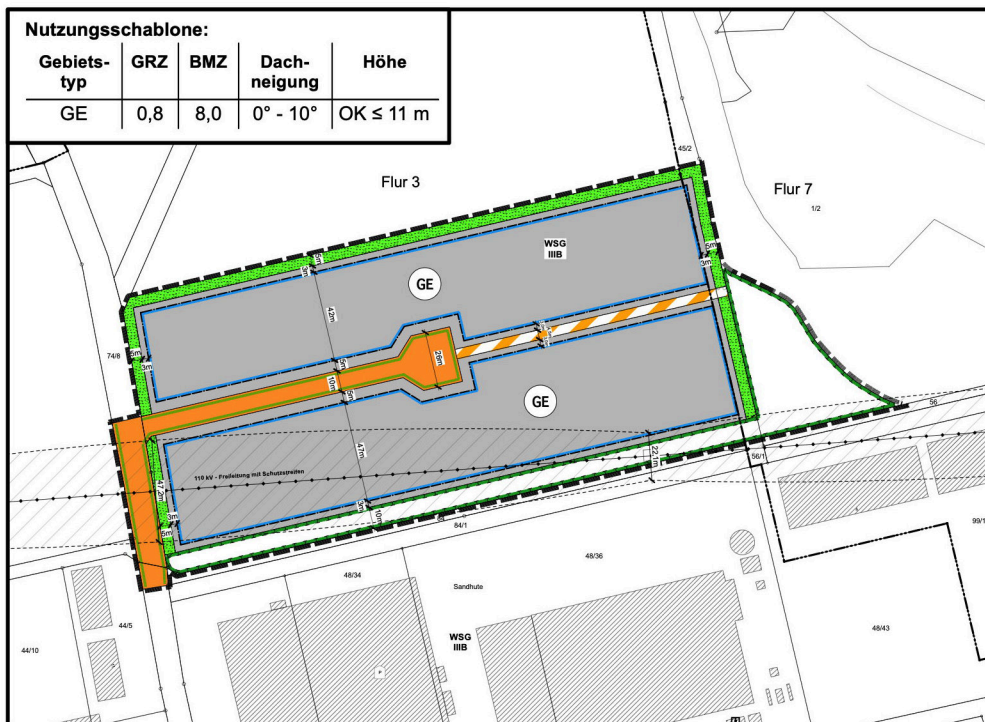 Nutzungsschablone:
Gebiets-
typ
GRZ
BMZ
Dach-
neigung
Höhe
GE
0,8
8,0
0° - 10°
OK ≤ 11 m
45/2
Flur 3
Flur 7
1/2
WSG
IIIB
5m
3m
5m
3m
GE
42m
74/8
5m
3m
5m
10m
5m
26m
GE
56
47m
22,1m
56/1
110 kV - Freileitung mit Schutzstreifen
47,2m
3m
5m
3m
10m
84/1
99/1
48/34
48/36
Sandhute
44/5
44/10
WSG
IIIB
48/43